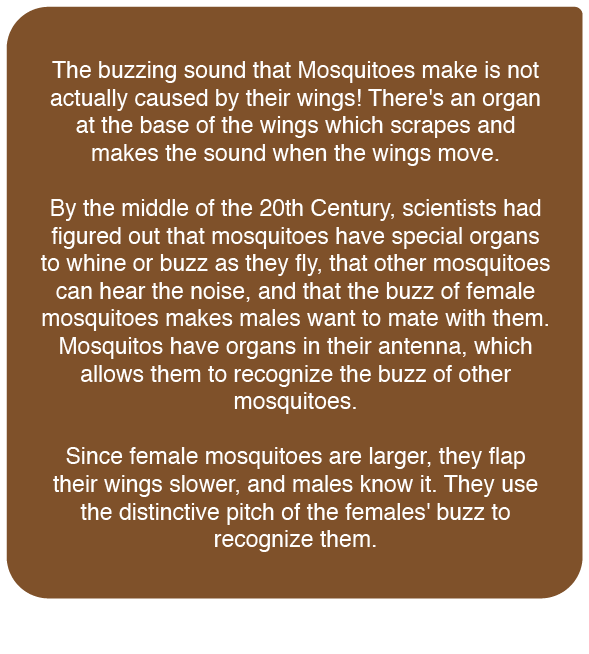 The buzzing sound that Mosquitoes make is not
actually caused by their wings! There's an organ
at the base of the wings which scrapes and
makes the sound when the wings move.
By the middle of the 20th Century, scientists had
figured out that mosquitoes have special organs
to whine or buzz as they fly, that other mosquitoes
can hear the noise, and that the buzz of female
mosquitoes makes males want to mate with them.
Mosquitos have organs in their antenna, which
allows them to recognize the buzz of other
mosquitoes.
Since female mosquitoes are larger, they flap
their wings slower, and males know it. They use
the distinctive pitch of the females' buzz to
recognize them.